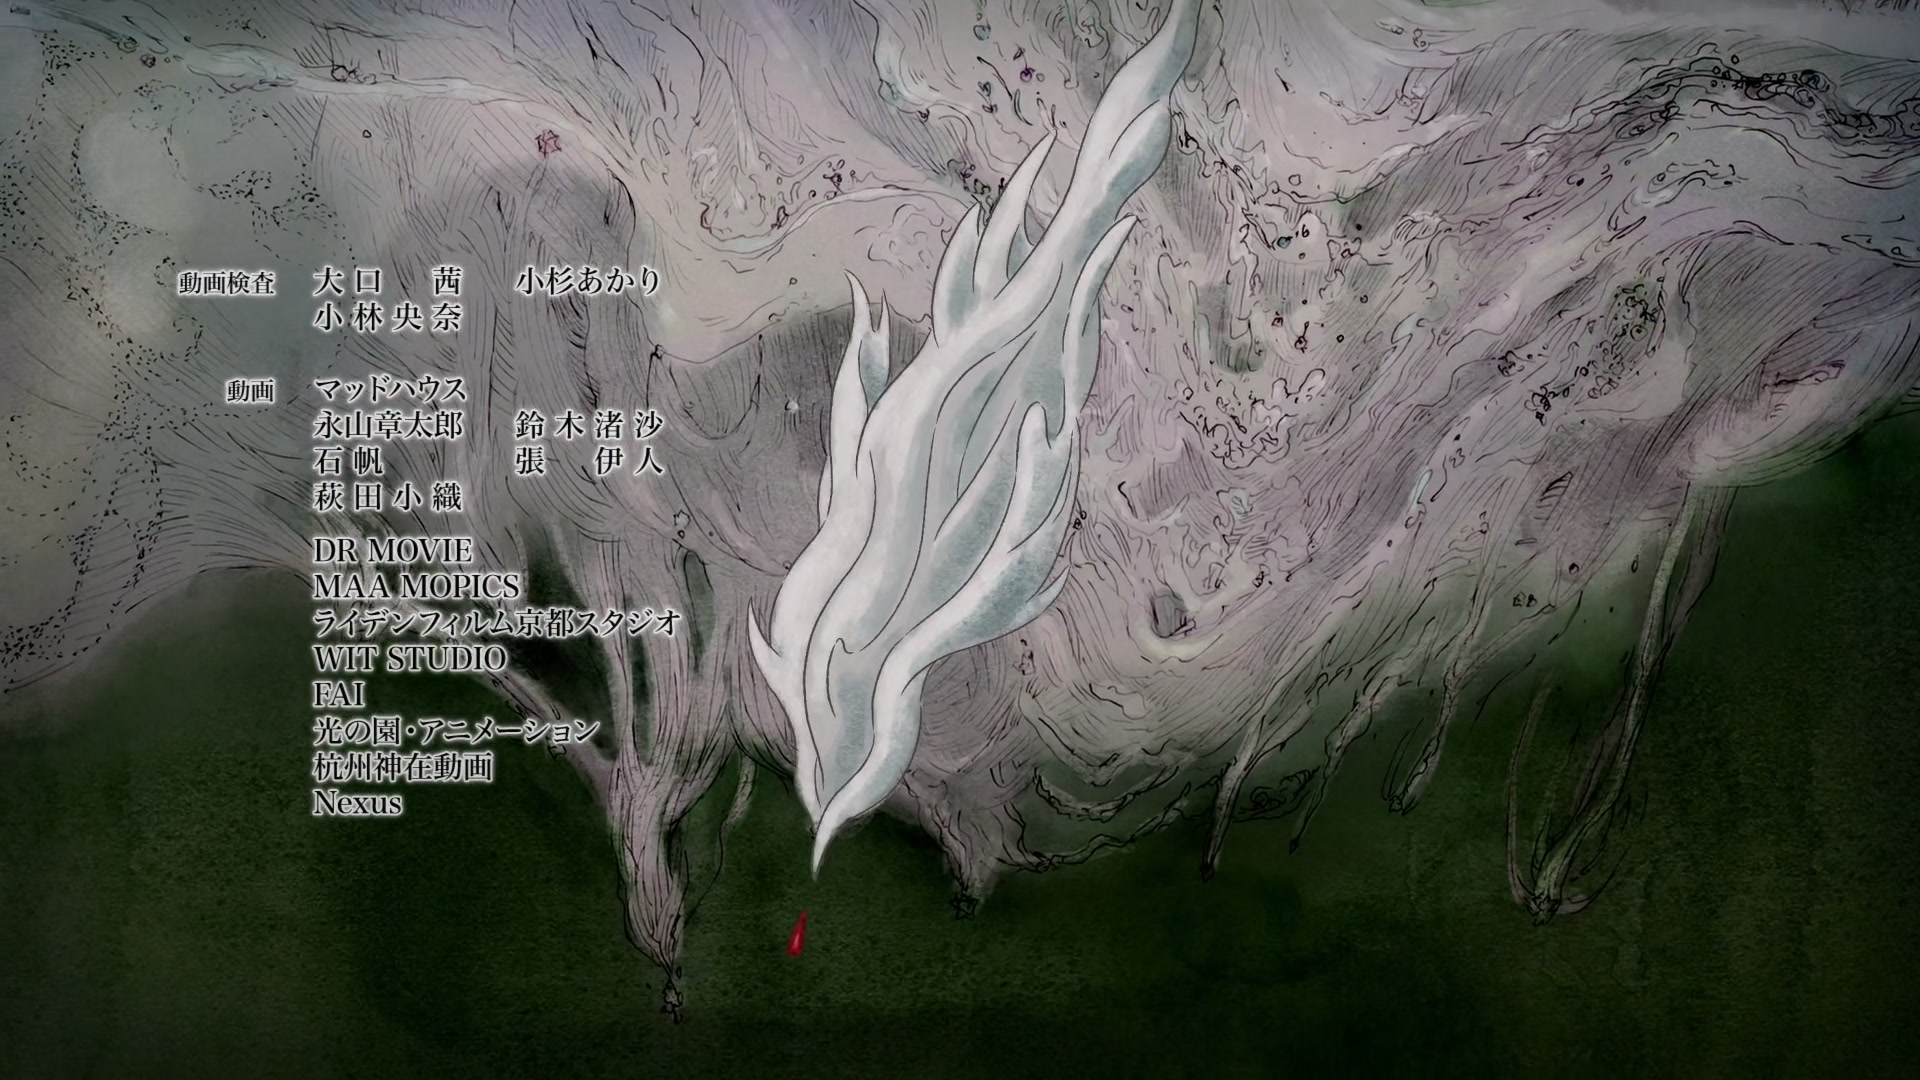 動画検査 大口 茜 小杉あかり
小林央奈
動画 マッドハウス
永山章太郎 鈴木渚沙
石帆 張 伊人
萩田小織
DR MOVIE
MAA MOPICS
ライデンフィルム京都スタジオ
WIT STUDIO
FAI
光の園・アニメーション
杭州神在動画
Nexus